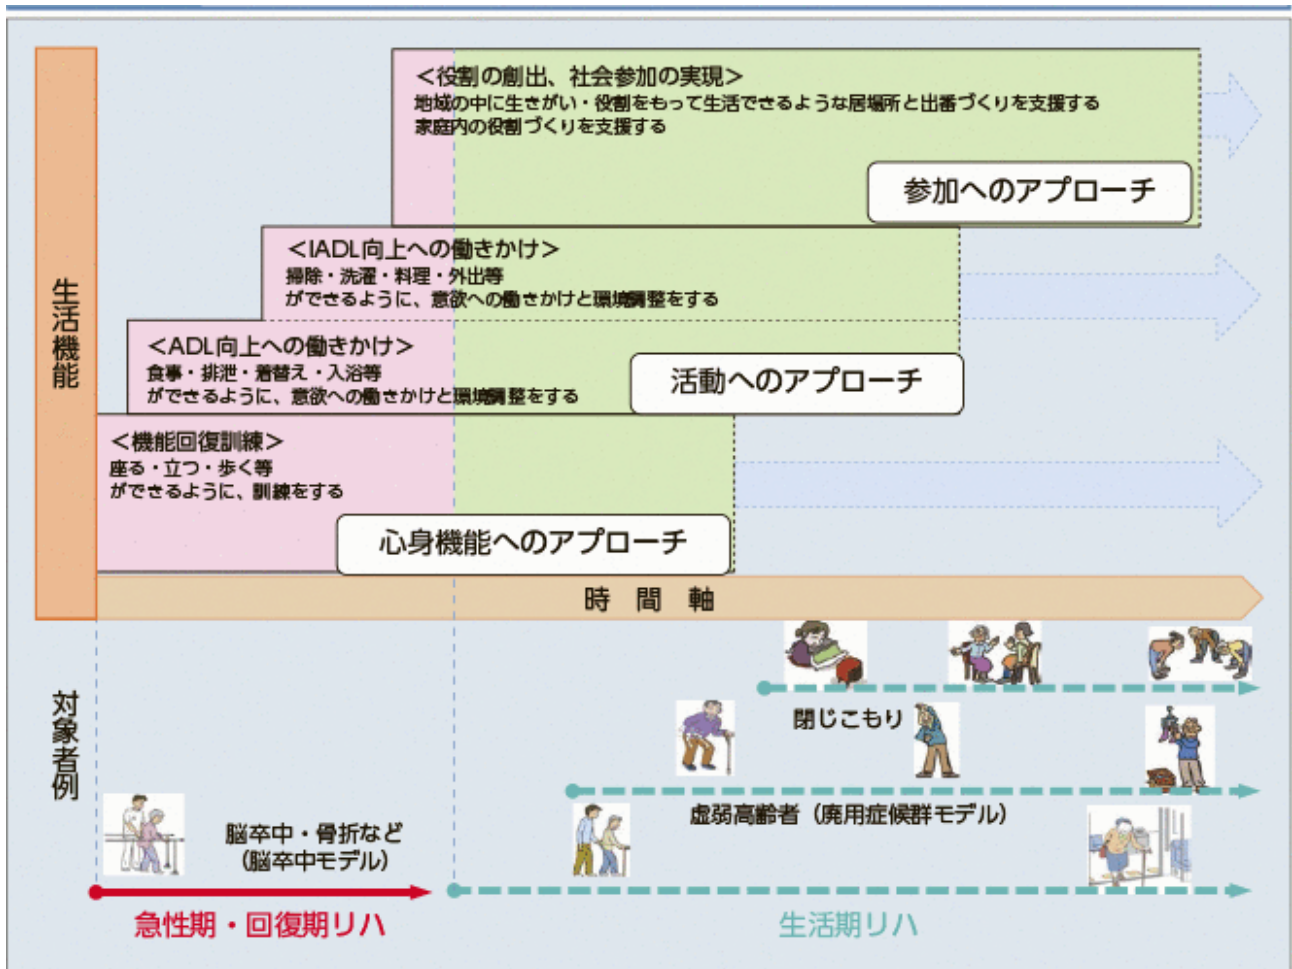 生活機能
＜役割の創出、社会参加の実現＞
地域の中に生きがい・役割をもって生活できるような居場所と出番づくりを支援する
家庭内の役割づくりを支援する
参加へのアプローチ
＜IADL向上への働きかけ＞
掃除・洗濯・料理・外出等
ができるように、意欲への働きかけと環境調整をする
＜ADL向上への働きかけ＞
食事・排泄・着替え・入浴等
ができるように、意欲への働きかけと環境調整をする
活動へのアプローチ
＜機能回復訓練＞
座る・立つ・歩く等
ができるように、訓練をする
心身機能へのアプローチ
時間軸
対象者例
閉じこもり
虚弱高齢者（廃用症候群モデル）
脳卒中・骨折など
（脳卒中モデル）
急性期・回復期リハ
生活期リハ